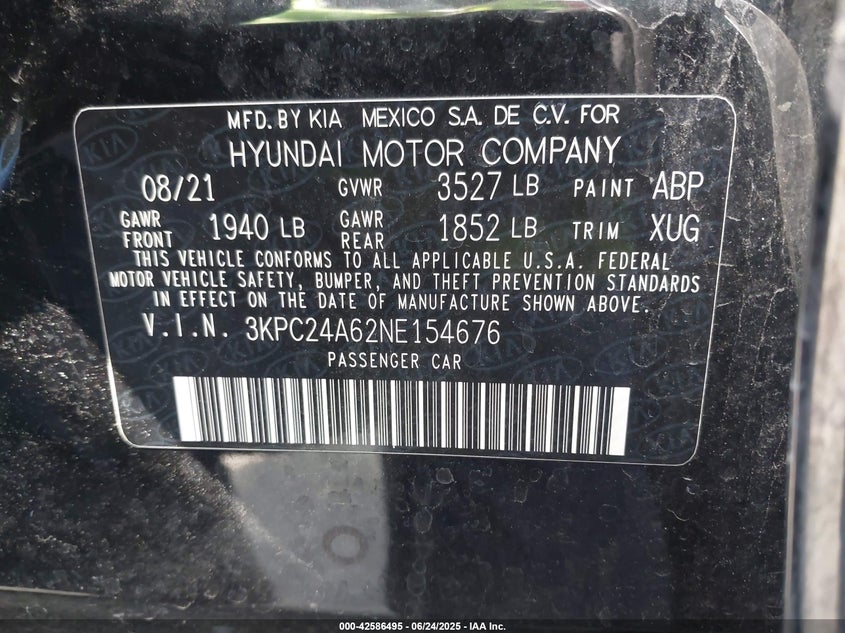 MFD. BY KIA MEXICO S.A. DE C.V. FOR
HYUNDAI MOTOR COMPANY
08/21 GVWR 3527 LB PAINT ABP
GAWR FRONT 1940 LB GAWR REAR 1852 LB TRIM XUG
THIS VEHICLE CONFORMS TO ALL APPLICABLE U.S.A. FEDERAL
MOTOR VEHICLE SAFETY, BUMPER, AND THEFT PREVENTION STANDARDS
IN EFFECT ON THE DATE OF MANUFACTURE SHOWN ABOVE.
V.I.N. 3KPC24A62NE154676
PASSENGER CAR
000-42586495 - 06/24/2025 - IAA Inc.